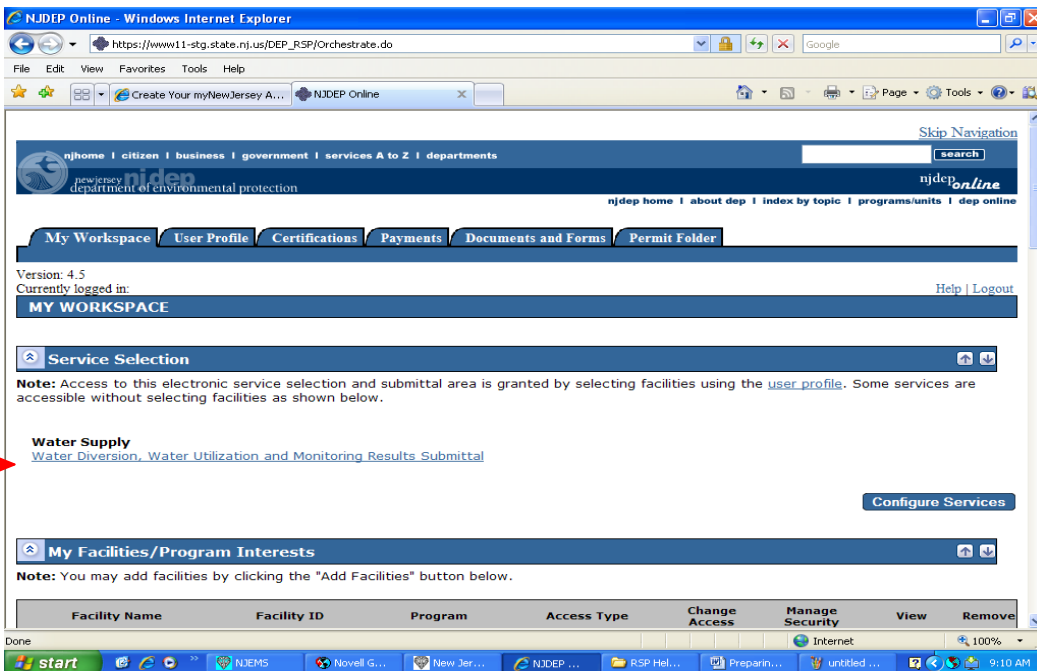 NJDEP Online - Windows Internet Explorer
https://www11-stg.state.nj.us/DEP_RSP/Orchestrate.do
Google
File Edit View Favorites Tools Help
Create Your myNewJersey A... NJDEP Online
Page Tools
Skip Navigation
njhome I citizen I business I government I services A to Z I departments
search
newjersey njdep
department of environmental protection
njdeponline
njdep home I about dep I index by topic I programs/units I dep online
My Workspace User Profile Certifications Payments Documents and Forms Permit Folder
Version: 4.5
Currently logged in:
Help | Logout
MY WORKSPACE
Service Selection
Note: Access to this electronic service selection and submittal area is granted by selecting facilities using the user profile. Some services are
accessible without selecting facilities as shown below.
Water Supply
Water Diversion, Water Utilization and Monitoring Results Submittal
Configure Services
My Facilities/Program Interests
Note: You may add facilities by clicking the "Add Facilities" button below.
Facility Name Facility ID Program Access Type Change Access Manage Security View Remove
Done Internet 100%
start NJEMS Novell G... New Jer... NJDEP ... RSP Hel... Preparin... untitled ... 9:10 AM